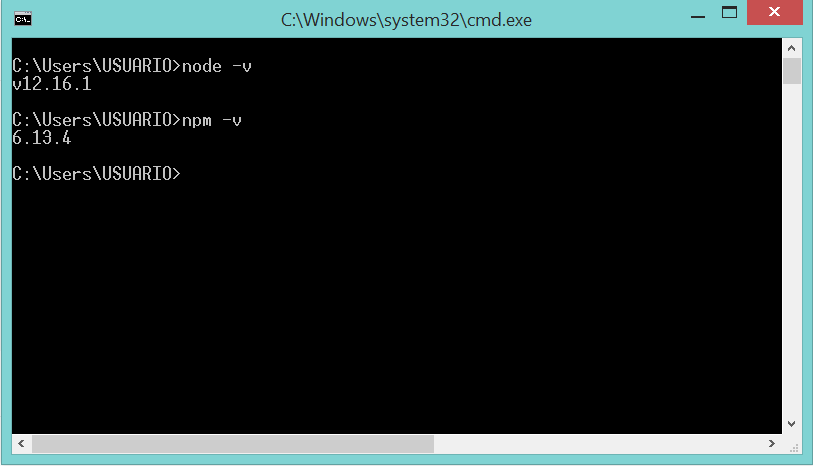 C:\Windows\system32\cmd.exe
C:\Users\USUARIO>node -v
v12.16.1
C:\Users\USUARIO>npm -v
6.13.4
C:\Users\USUARIO>